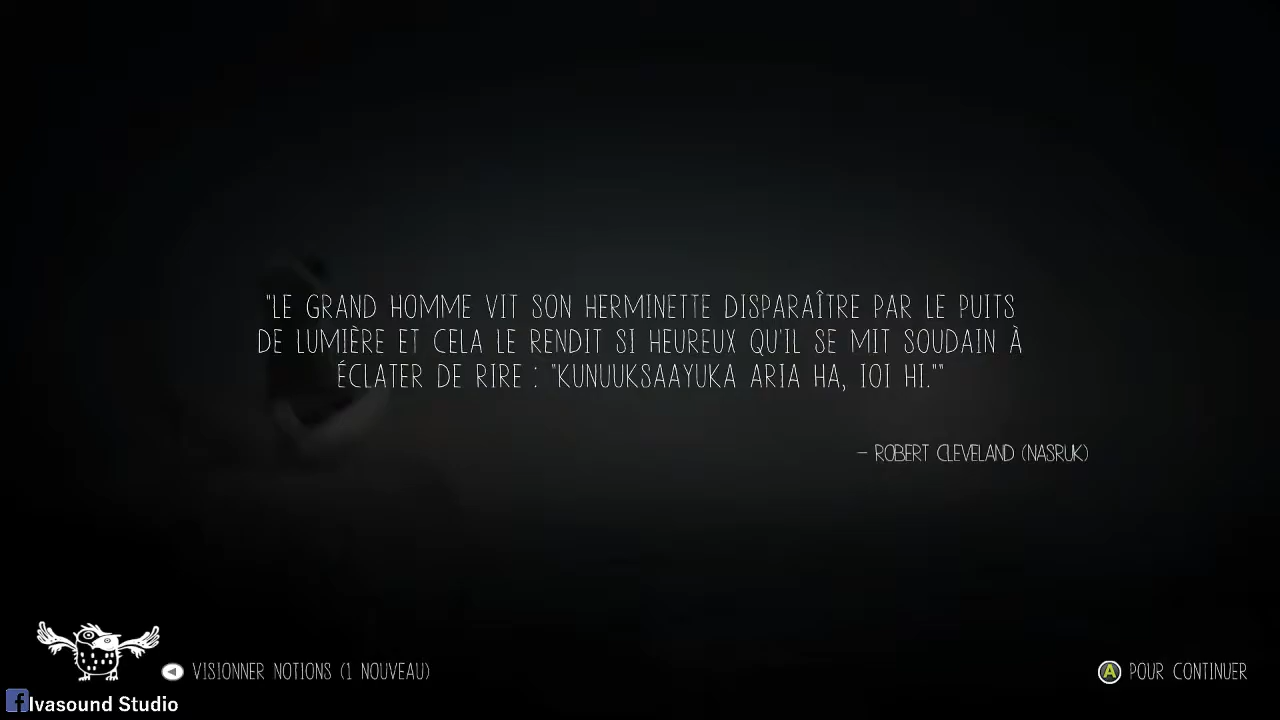 "LE GRAND HOMME VIT SON HERMINETTE DISPARAÎTRE PAR LE PUITS
DE LUMIÈRE ET CELA LE RENDIT SI HEUREUX QU'IL SE MIT SOUDAIN À
ÉCLATER DE RIRE : "KUNUUKSAAYUKA ARIA HA, IOI HI.""
– ROBERT CLEVELAND (NASRUK)
VISIONNER NOTIONS (1 NOUVEAU)
A POUR CONTINUER
f Ivasound Studio